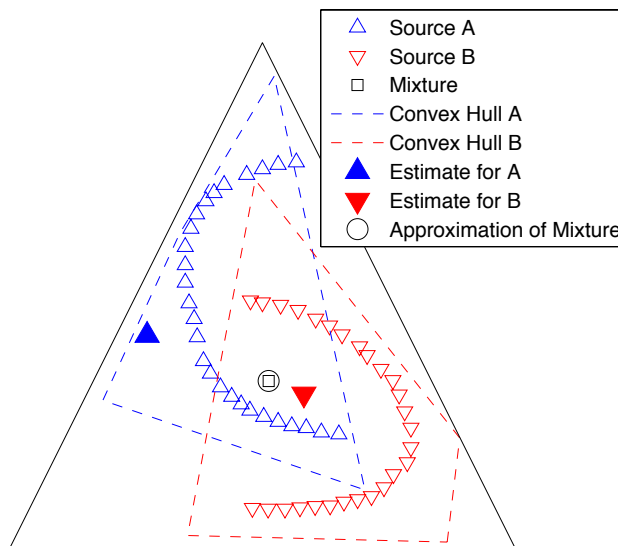 Source A
Source B
Mixture
Convex Hull A
Convex Hull B
Estimate for A
Estimate for B
Approximation of Mixture